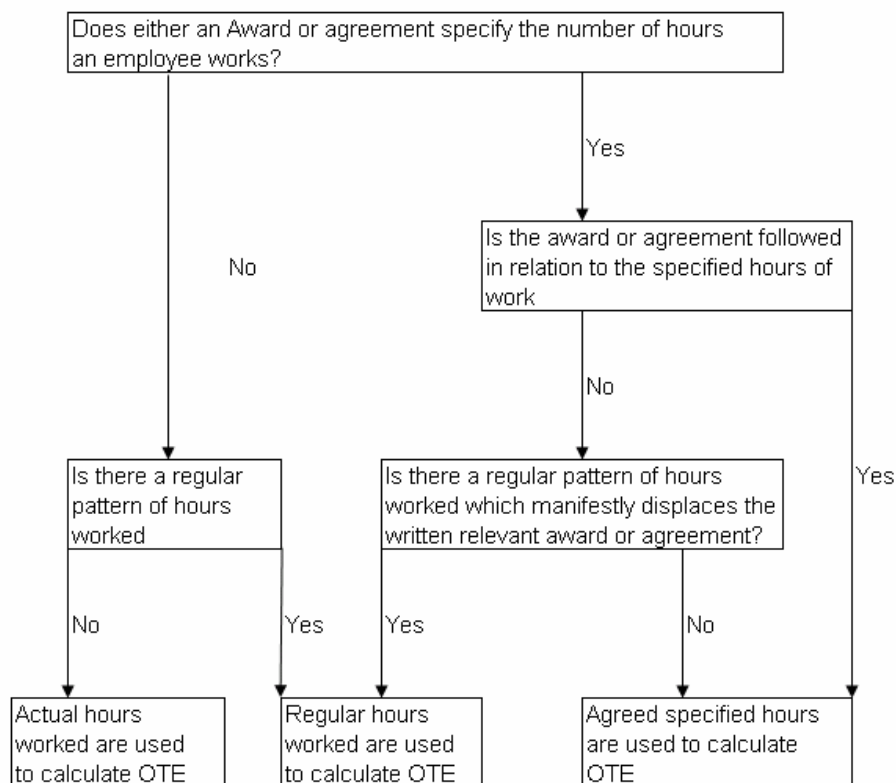 Does either an Award or agreement specify the number of hours
an employee works?
Yes
Is the award or agreement followed
in relation to the specified hours of
work
No
No
Is there a regular
pattern of hours
worked
Is there a regular pattern of hours
worked which manifestly displaces the
written relevant award or agreement?
Yes
No
Yes
Yes
No
Actual hours
worked are used
to calculate OTE
Regular hours
worked are used
to calculate OTE
Agreed specified hours
are used to calculate
OTE